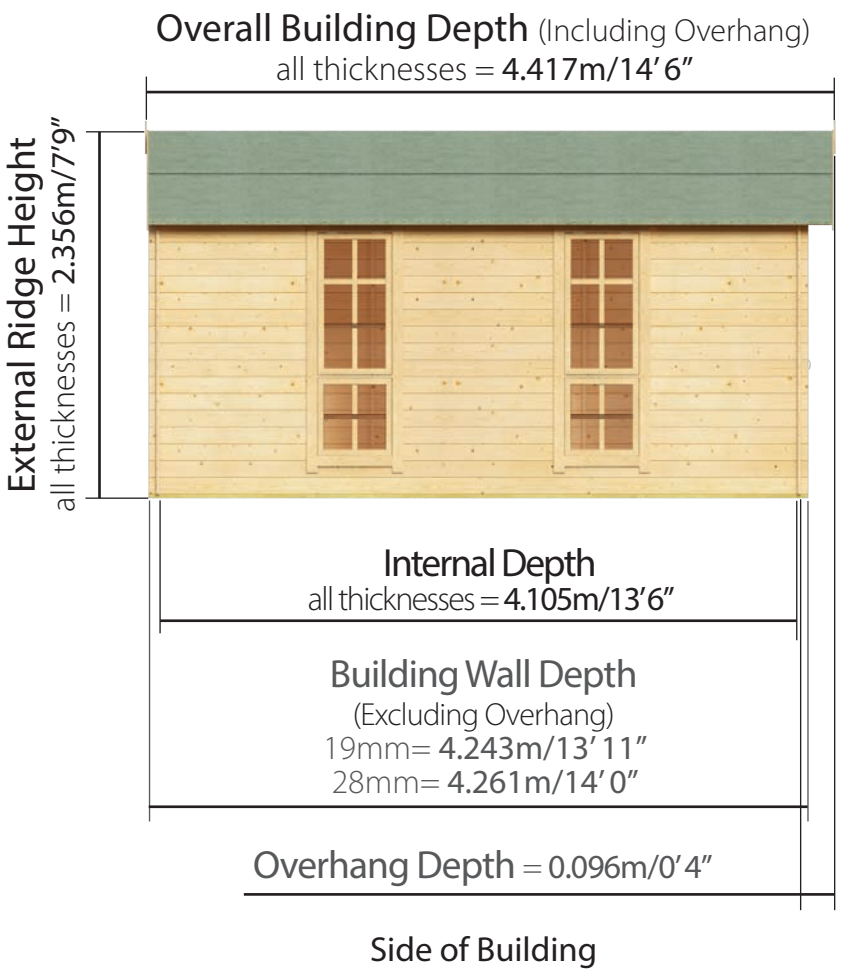 Overall Building Depth (Including Overhang)
all thicknesses = 4.417m/14’6”
External Ridge Height
all thicknesses = 2.356m/7’9”
Internal Depth
all thicknesses = 4.105m/13’6”
Building Wall Depth
(Excluding Overhang)
19mm= 4.243m/13’11”
28mm= 4.261m/14’0”
Overhang Depth = 0.096m/0’4”
Side of Building